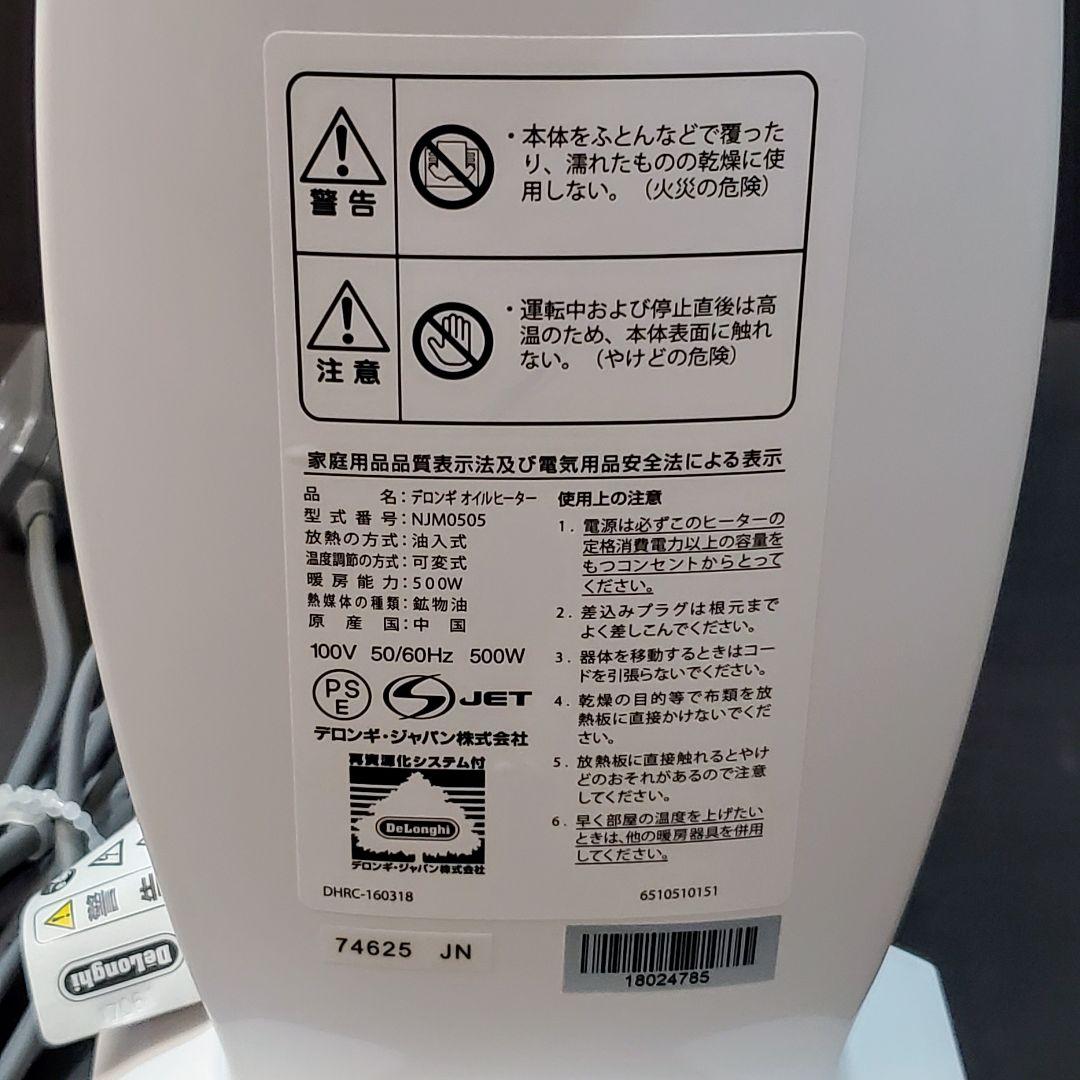 警告
・本体をふとんなどで覆った
り、濡れたものの乾燥に使
用しない。（火災の危険）
注意
・運転中および停止直後は高
温のため、本体表面に触れ
ない。（やけどの危険）
家庭用品品質表示法及び電気用品安全法による表示
品名：デロンギ オイルヒーター
型式番号：NJM0505
放熱の方式：油入式
温度調節の方式：可変式
暖房能力：500W
熱媒体の種類：鉱物油
原産国：中国
100V 50/60Hz 500W
PS
E
S JET
デロンギ・ジャパン株式会社
再資源化システム付
DeLonghi
デロンギ・ジャパン株式会社
DHRC-160318
使用上の注意
1. 電源は必ずこのヒーターの
定格消費電力以上の容量を
もつコンセントからとって
ください。
2. 差込みプラグは根元まで
よく差しこんでください。
3. 器体を移動するときはコー
ドを引張らないでください。
4. 乾燥の目的等で布類を放
熱板に直接かけないでくだ
さい。
5. 放熱板に直接触れるとやけ
どのおそれがあるので注意
してください。
6. 早く部屋の温度を上げたい
ときは、他の暖房器具を併用
してください。
6510510151
74625 JN
18024785
警告
DeLonghi